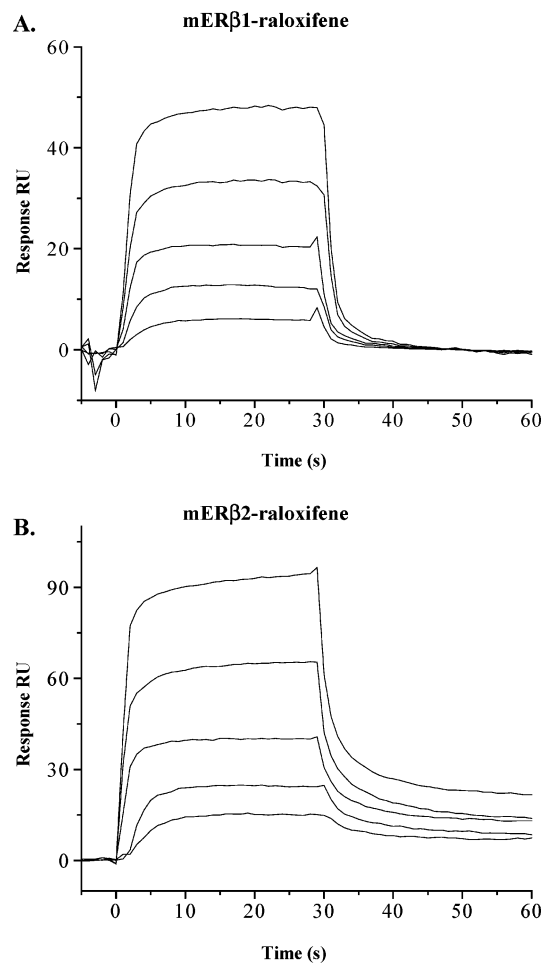 A.
mERβ1-raloxifene
60
40
20
0
Response RU
0 10 20 30 40 50 60
Time (s)
B.
mERβ2-raloxifene
90
60
30
0
Response RU
0 10 20 30 40 50 60
Time (s)